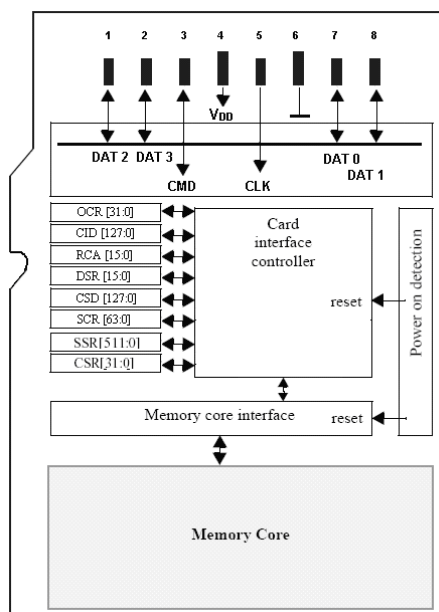 1 2 3 4 5 6 7 8
VDD
DAT 2 DAT 3 DAT 0
DAT 1
CMD CLK
OCR [31:0]
CID [127:0]
RCA [15:0]
DSR [15:0]
CSD [127:0]
SCR [63:0]
SSR[511:0]
CSR[31:0]
Card
interface
controller
reset
Power on detection
Memory core interface
reset
Memory Core